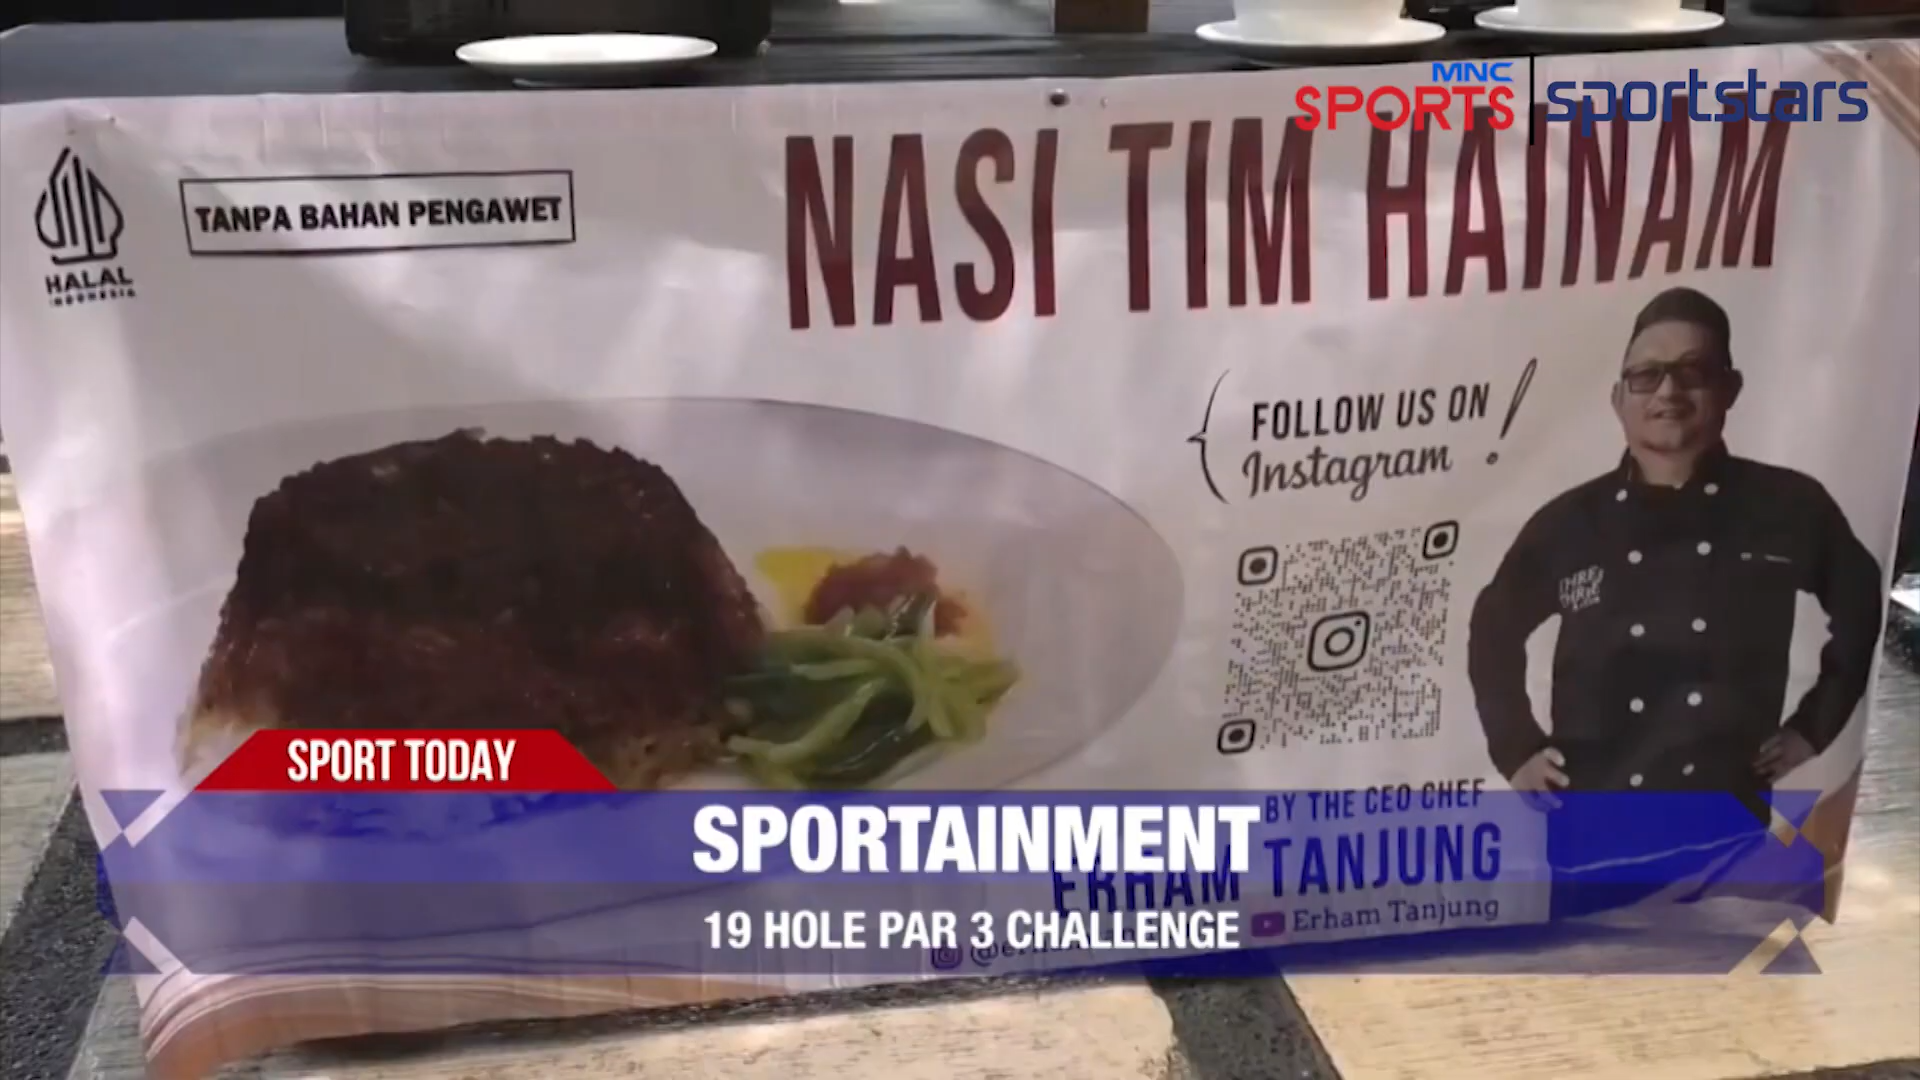 MNC
SPORTS
sportstars
NASI TIM HAINAM
TANPA BAHAN PENGAWET
HALAL
INDONESIA
FOLLOW US ON
Instagram
BY THE CEO CHEF
ERHAM TANJUNG
Erham Tanjung
SPORT TODAY
SPORTAINMENT
19 HOLE PAR 3 CHALLENGE